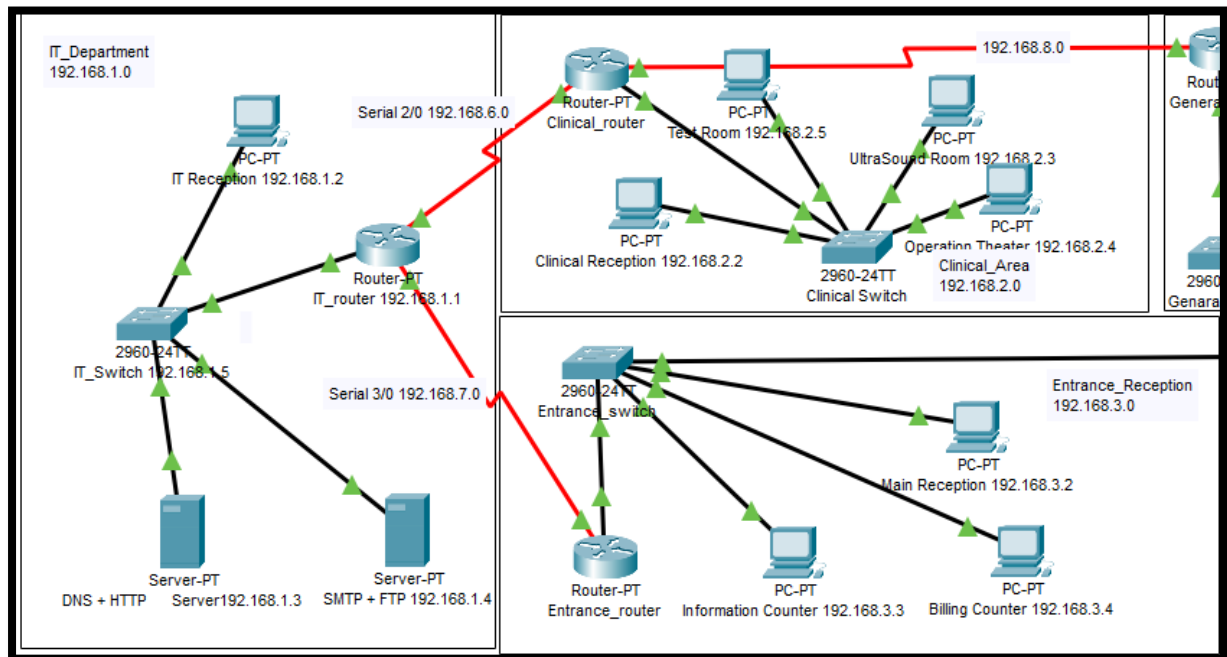 IT_Department
192.168.1.0
PC-PT
IT Reception 192.168.1.2
Serial 2/0 192.168.6.0
Router-PT
IT_router 192.168.1.1
2960-24TT
IT_Switch 192.168.1.5
Serial 3/0 192.168.7.0
Server-PT
DNS + HTTP Server192.168.1.3
Server-PT
SMTP + FTP 192.168.1.4
Router-PT
Clinical_router
PC-PT
Test Room 192.168.2.5
192.168.8.0
PC-PT
UltraSound Room 192.168.2.3
PC-PT
Clinical Reception 192.168.2.2
PC-PT
Operation Theater 192.168.2.4
2960-24TT
Clinical Switch
Clinical_Area
192.168.2.0
Rout
Genera
2960
Genara
2960-24TT
Entrance_switch
Entrance_Reception
192.168.3.0
PC-PT
Main Reception 192.168.3.2
Router-PT
Entrance_router
PC-PT
Information Counter 192.168.3.3
PC-PT
Billing Counter 192.168.3.4